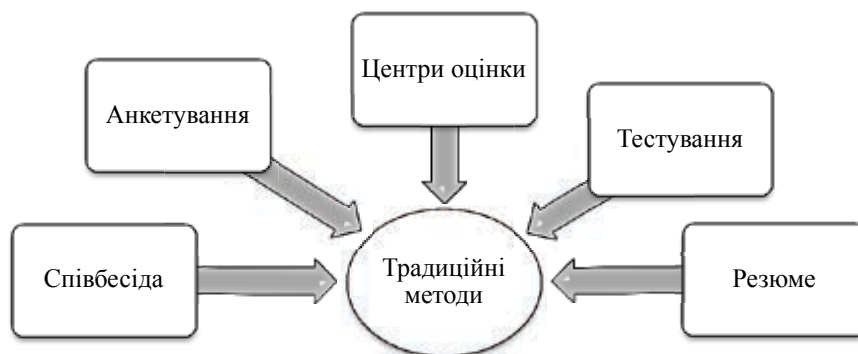 Центри оцінки
Анкетування
Тестування
Співбесіда
Традиційні
методи
Резюме